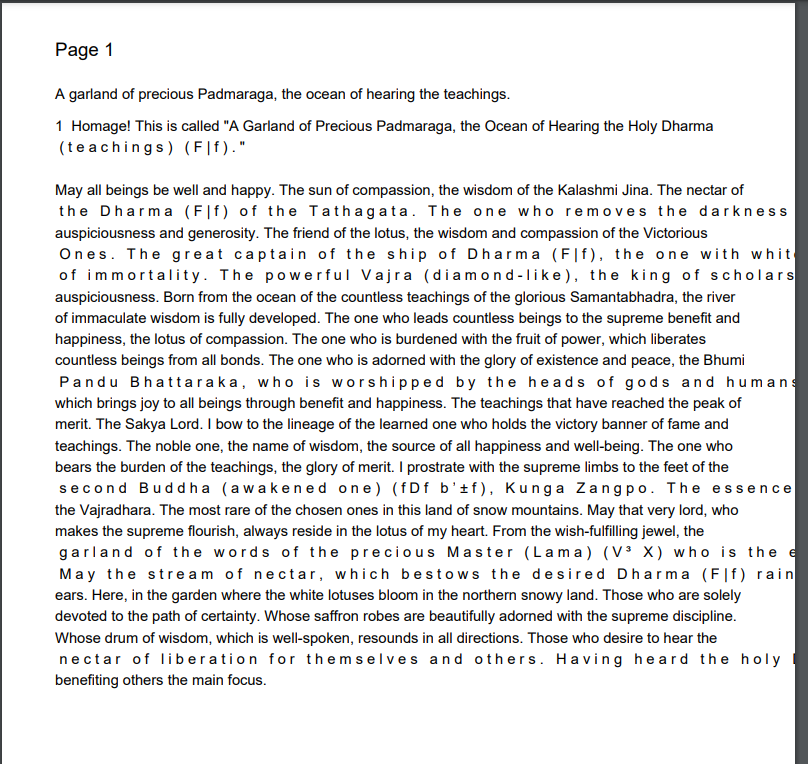 Page 1
A garland of precious Padmaraga, the ocean of hearing the teachings.
1 Homage! This is called "A Garland of Precious Padmaraga, the Ocean of Hearing the Holy Dharma
(teachings) (F|f)."
May all beings be well and happy. The sun of compassion, the wisdom of the Kalashmi Jina. The nectar of
the Dharma (F|f) of the Tathagata. The one who removes the darkness
auspiciousness and generosity. The friend of the lotus, the wisdom and compassion of the Victorious
Ones. The great captain of the ship of Dharma (F|f), the one with whit
of immortality. The powerful Vajra (diamond-like), the king of scholars
auspiciousness. Born from the ocean of the countless teachings of the glorious Samantabhadra, the river
of immaculate wisdom is fully developed. The one who leads countless beings to the supreme benefit and
happiness, the lotus of compassion. The one who is burdened with the fruit of power, which liberates
countless beings from all bonds. The one who is adorned with the glory of existence and peace, the Bhumi
Pandu Bhattaraka, who is worshipped by the heads of gods and humans
which brings joy to all beings through benefit and happiness. The teachings that have reached the peak of
merit. The Sakya Lord. I bow to the lineage of the learned one who holds the victory banner of fame and
teachings. The noble one, the name of wisdom, the source of all happiness and well-being. The one who
bears the burden of the teachings, the glory of merit. I prostrate with the supreme limbs to the feet of the
second Buddha (awakened one) (fDf b'±f), Kunga Zangpo. The essence
the Vajradhara. The most rare of the chosen ones in this land of snow mountains. May that very lord, who
makes the supreme flourish, always reside in the lotus of my heart. From the wish-fulfilling jewel, the
garland of the words of the precious Master (Lama) (V³ X) who is the
May the stream of nectar, which bestows the desired Dharma (F|f) rain
ears. Here, in the garden where the white lotuses bloom in the northern snowy land. Those who are solely
devoted to the path of certainty. Whose saffron robes are beautifully adorned with the supreme discipline.
Whose drum of wisdom, which is well-spoken, resounds in all directions. Those who desire to hear the
nectar of liberation for themselves and others. Having heard the holy
benefiting others the main focus.